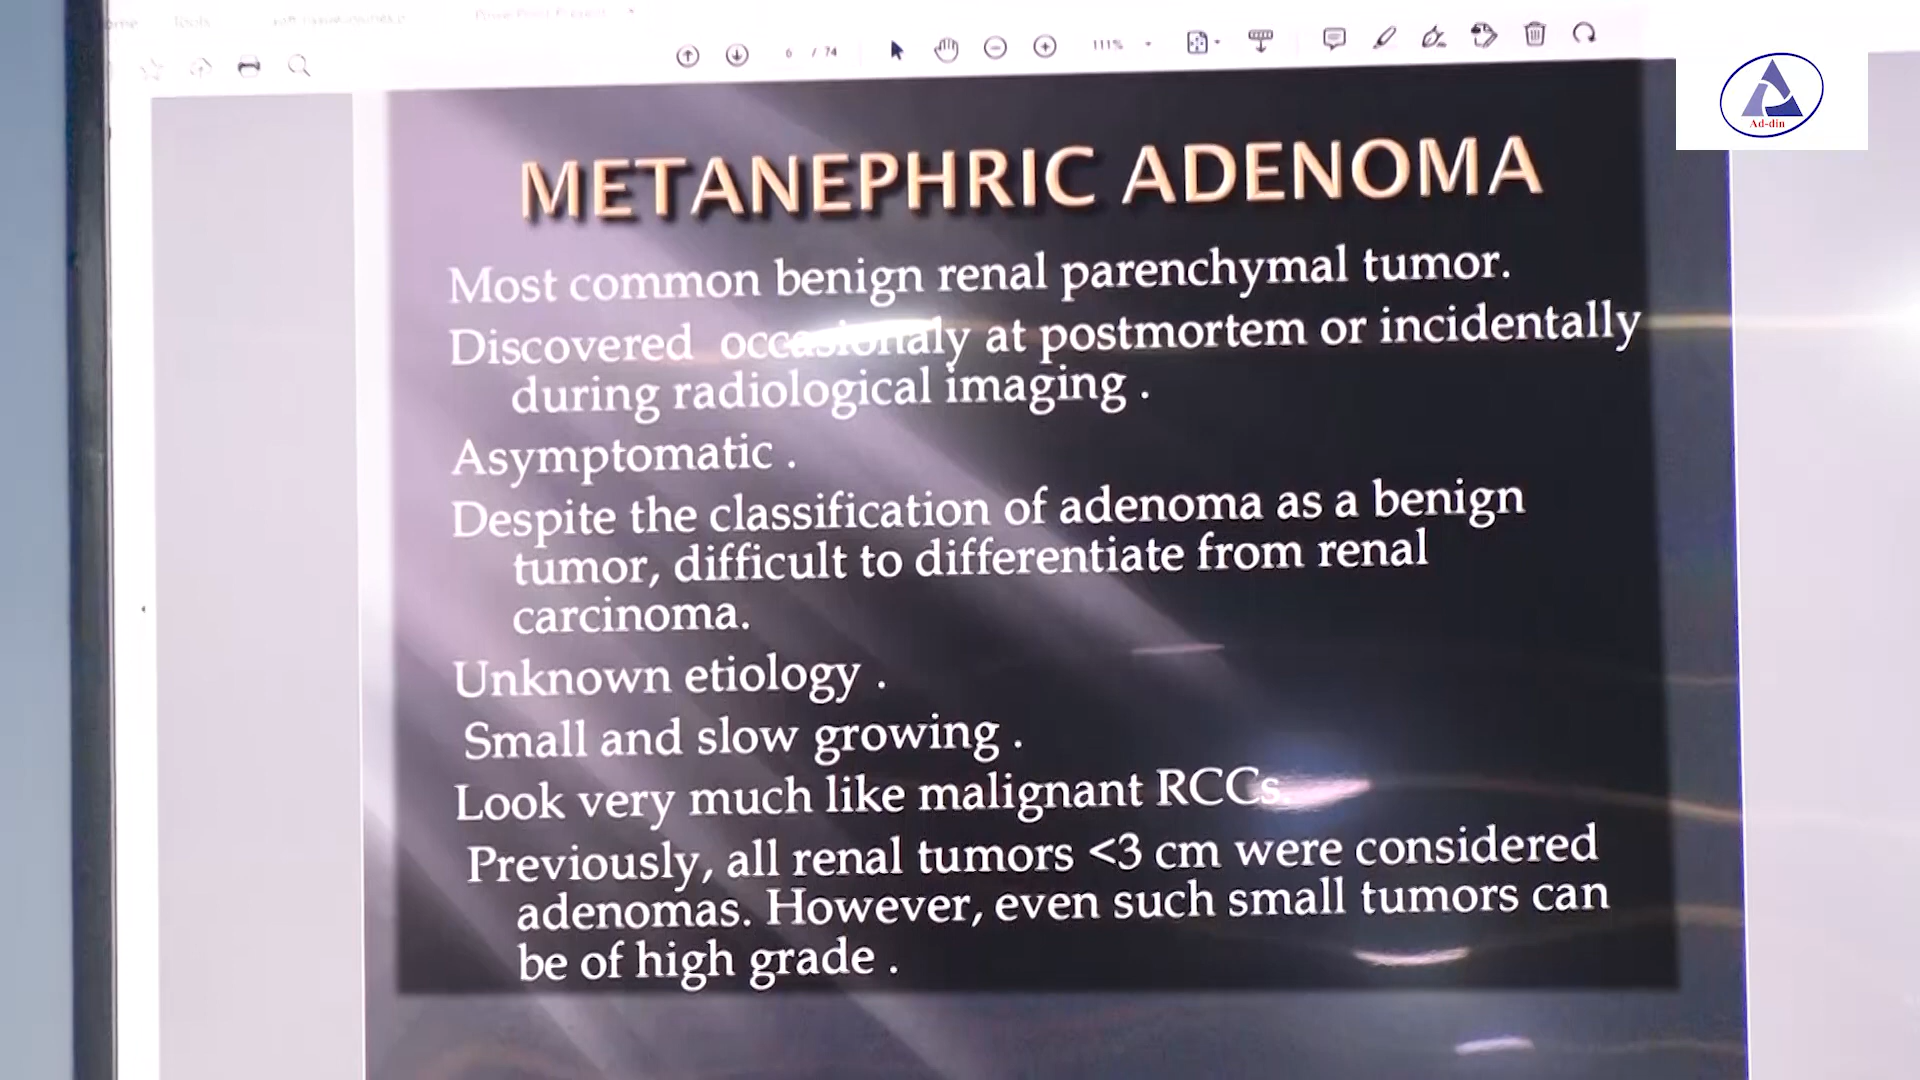 Tools
6 / 74
111%
Ad-din
METANEPHRIC ADENOMA
Most common benign renal parenchymal tumor.
Discovered occasionaly at postmortem or incidentally
during radiological imaging .
Asymptomatic .
Despite the classification of adenoma as a benign
tumor, difficult to differentiate from renal
carcinoma.
Unknown etiology .
Small and slow growing .
Look very much like malignant RCCs.
Previously, all renal tumors <3 cm were considered
adenomas. However, even such small tumors can
be of high grade .